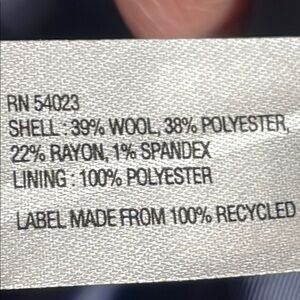 RN 54023
SHELL : 39% WOOL, 38% POLYESTER,
22% RAYON, 1% SPANDEX
LINING : 100% POLYESTER
LABEL MADE FROM 100% RECYCLED